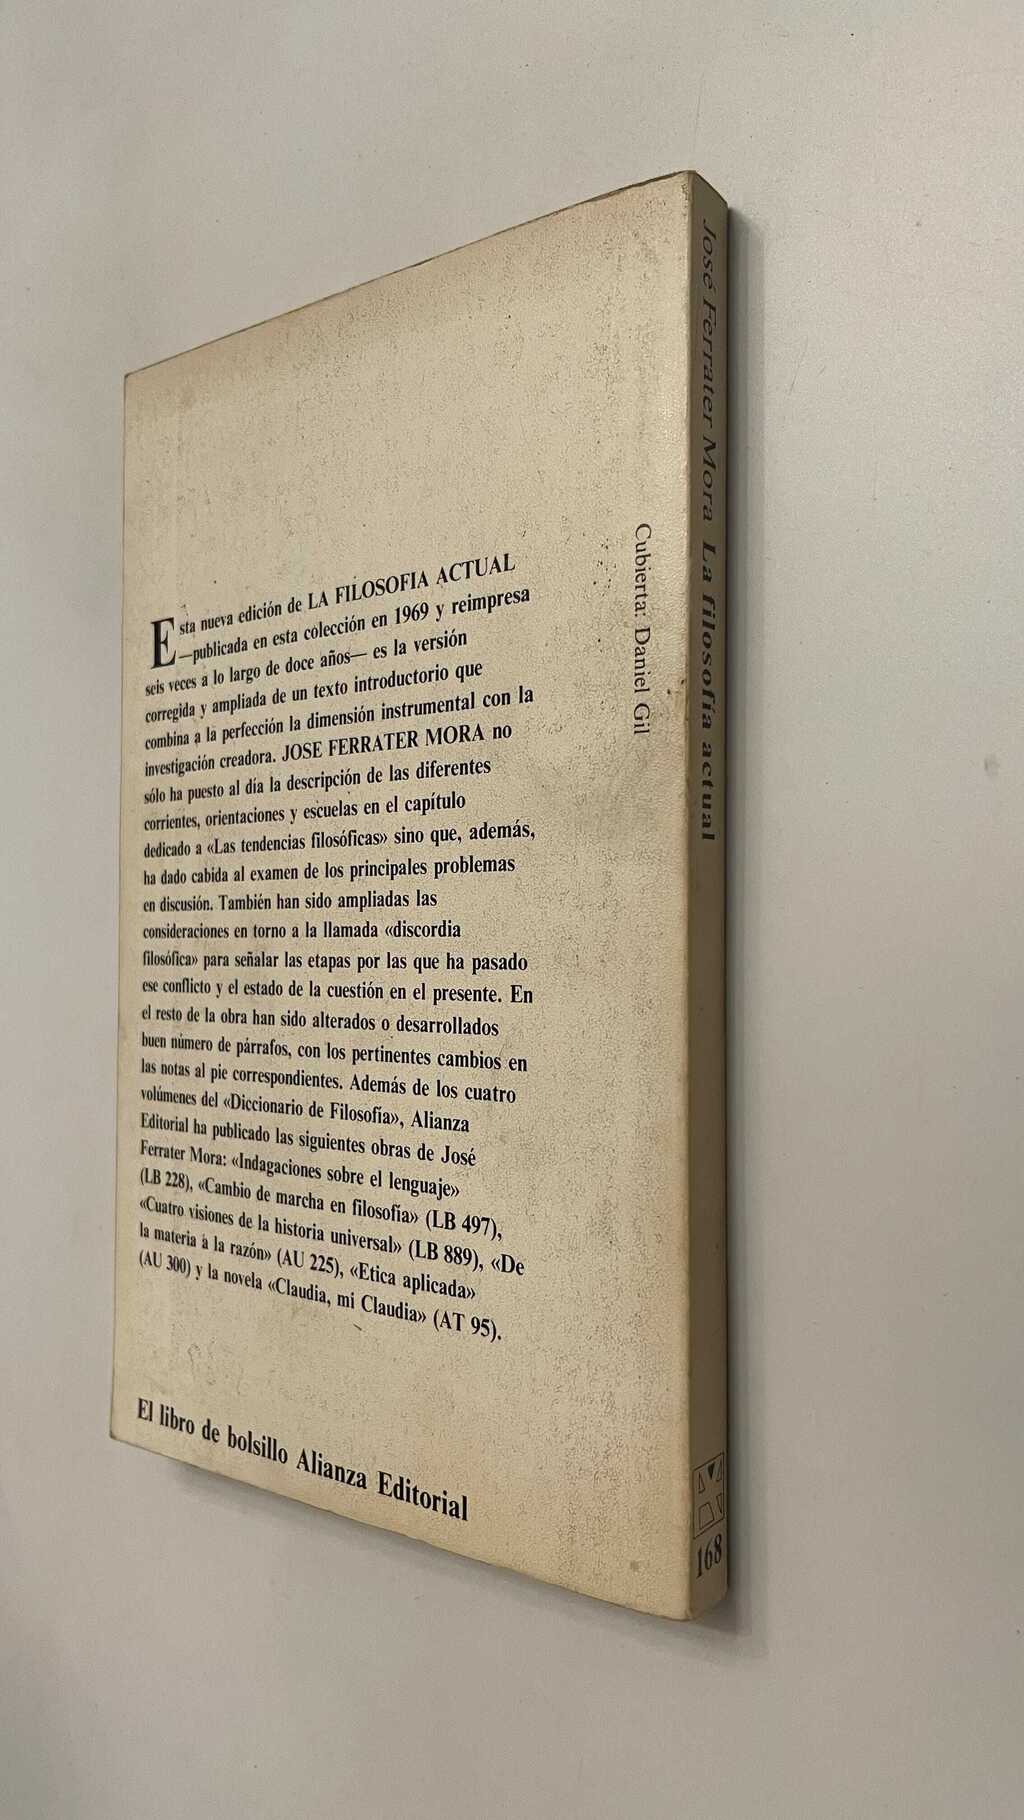 Esta nueva edición de LA FILOSOFIA ACTUAL
—publicada en esta colección en 1969 y reimpresa
seis veces a lo largo de doce años— es la versión
corregida y ampliada de un texto introductorio que
combina a la perfección la dimensión instrumental con la
investigación creadora. JOSE FERRATER MORA no
sólo ha puesto al día la descripción de las diferentes
corrientes, orientaciones y escuelas en el capítulo
dedicado a «Las tendencias filosóficas» sino que, además,
ha dado cabida al examen de los principales problemas
en discusión. También han sido ampliadas las
consideraciones en torno a la llamada «discordia
filosófica» para señalar las etapas por las que ha pasado
ese conflicto y el estado de la cuestión en el presente. En
el resto de la obra han sido alterados o desarrollados
buen número de párrafos, con los pertinentes cambios en
las notas al pie correspondientes. Además de los cuatro
volúmenes del «Diccionario de Filosofía», Alianza
Editorial ha publicado las siguientes obras de José
Ferrater Mora: «Indagaciones sobre el lenguaje»
(LB 228), «Cambio de marcha en filosofía» (LB 497),
«Cuatro visiones de la historia universal» (LB 889), «De
la materia a la razón» (AU 225), «Etica aplicada»
(AU 300) y la novela «Claudia, mi Claudia» (AT 95).
El libro de bolsillo Alianza Editorial
Cubierta: Daniel Gil
José Ferrater Mora La filosofía actual
168